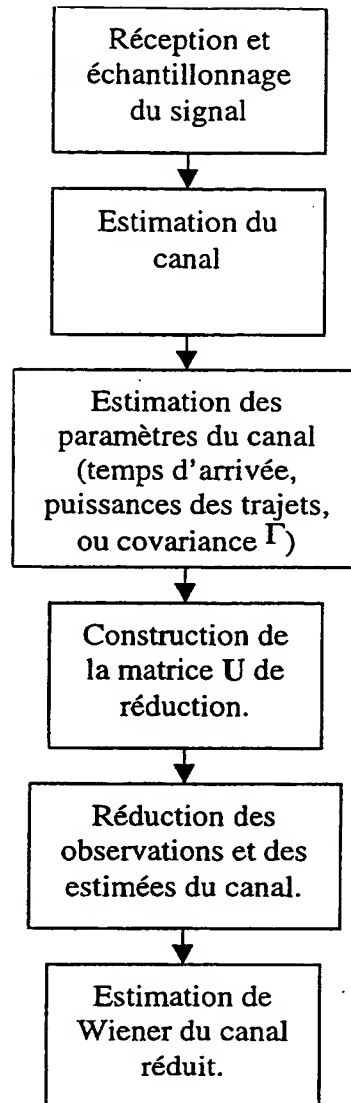 Réception et
échantillonnage
du signal
Estimation du
canal
Estimation des
paramètres du canal
(temps d'arrivée,
puissances des trajets,
ou covariance Γ)
Construction de
la matrice U de
réduction.
Réduction des
observations et des
estimées du canal.
Estimation de
Wiener du canal
réduit.